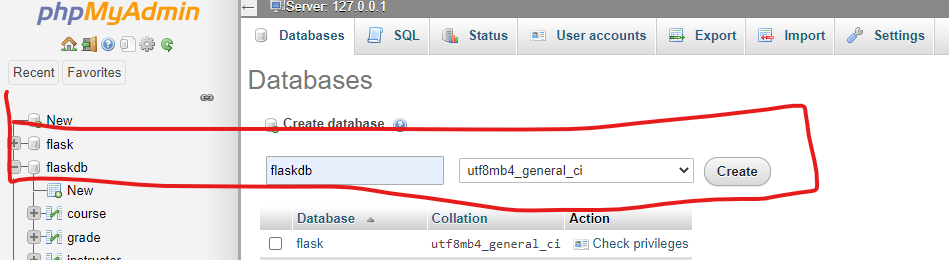 phpMyAdmin
Recent Favorites
New
flask
flaskdb
New
course
grade
Server: 127.0.0.1
Databases SQL Status User accounts Export Import Settings
Databases
Create database
flaskdb utf8mb4_general_ci Create
Database Collation Action
flask utf8mb4_general_ci Check privileges